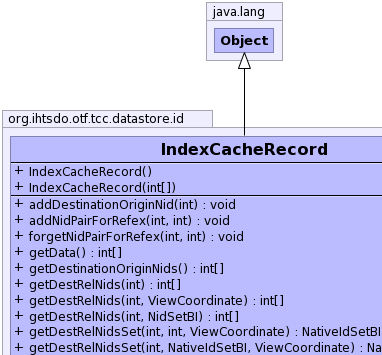 java.lang
Object
org.ihtsdo.otf.tcc.datastore.id
IndexCacheRecord
+ IndexCacheRecord()
+ IndexCacheRecord(int[])
+ addDestinationOriginNid(int) : void
+ addNidPairForRefex(int, int) : void
+ forgetNidPairForRefex(int, int) : void
+ getData() : int[]
+ getDestinationOriginNids() : int[]
+ getDestRelNids(int) : int[]
+ getDestRelNids(int, ViewCoordinate) : int[]
+ getDestRelNids(int, NidSetBI) : int[]
+ getDestRelNidsSet(int, int, ViewCoordinate) : NativeIdSetBI
+ getDestRelNidsSet(int, NativeIdSetBI, ViewCoordinate) : Na